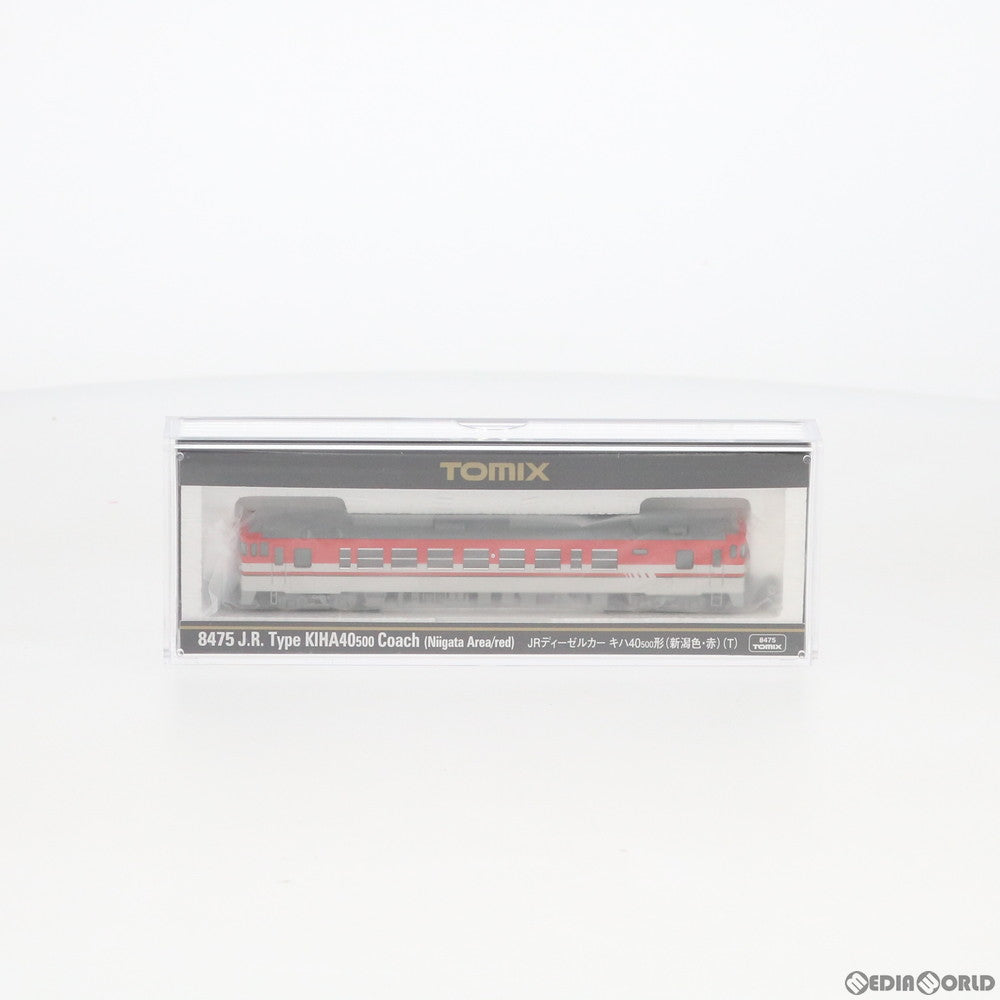 TOMIX
8475 J.R. Type KIHA40500 Coach (Niigata Area/red) JRディーゼルカー キハ40500形(新潟色・赤)(T) 8475
TOMIX
MEDIAWORLD